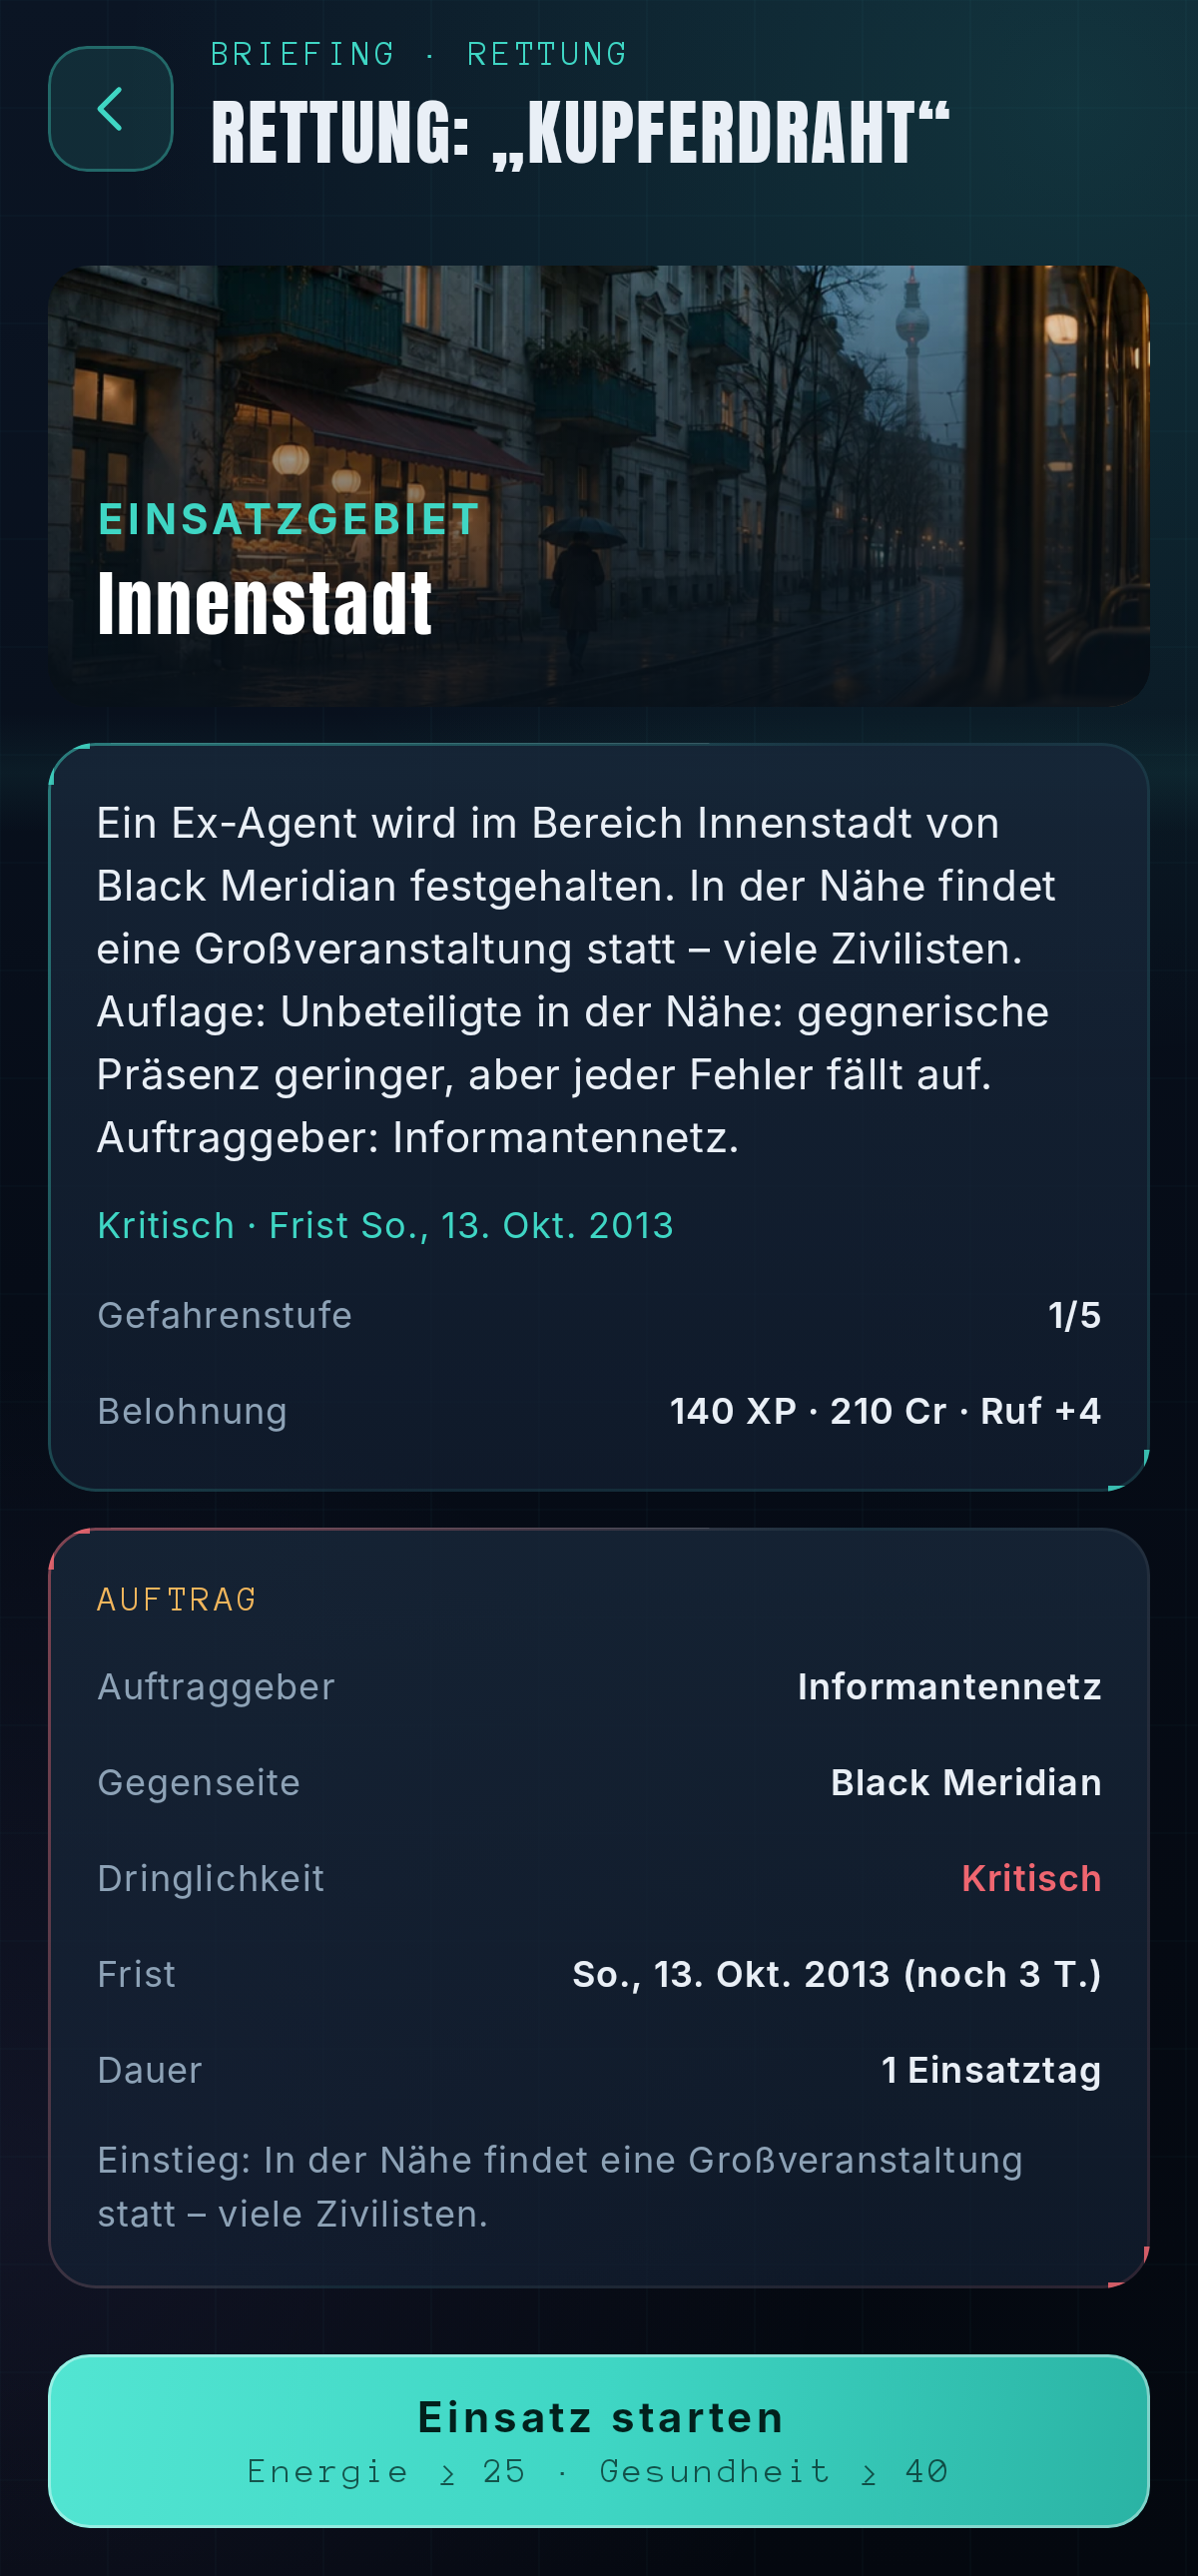 BRIEFING · RETTUNG
RETTUNG: „KUPFERDRAHT“
EINSATZGEBIET
Innenstadt
Ein Ex-Agent wird im Bereich Innenstadt von
Black Meridian festgehalten. In der Nähe findet
eine Großveranstaltung statt – viele Zivilisten.
Auflage: Unbeteiligte in der Nähe: gegnerische
Präsenz geringer, aber jeder Fehler fällt auf.
Auftraggeber: Informantennetz.
Kritisch · Frist So., 13. Okt. 2013
Gefahrenstufe 1/5
Belohnung 140 XP · 210 Cr · Ruf +4
AUFTRAG
Auftraggeber Informantennetz
Gegenseite Black Meridian
Dringlichkeit Kritisch
Frist So., 13. Okt. 2013 (noch 3 T.)
Dauer 1 Einsatztag
Einstieg: In der Nähe findet eine Großveranstaltung
statt – viele Zivilisten.
Einsatz starten
Energie ≥ 25 · Gesundheit ≥ 40